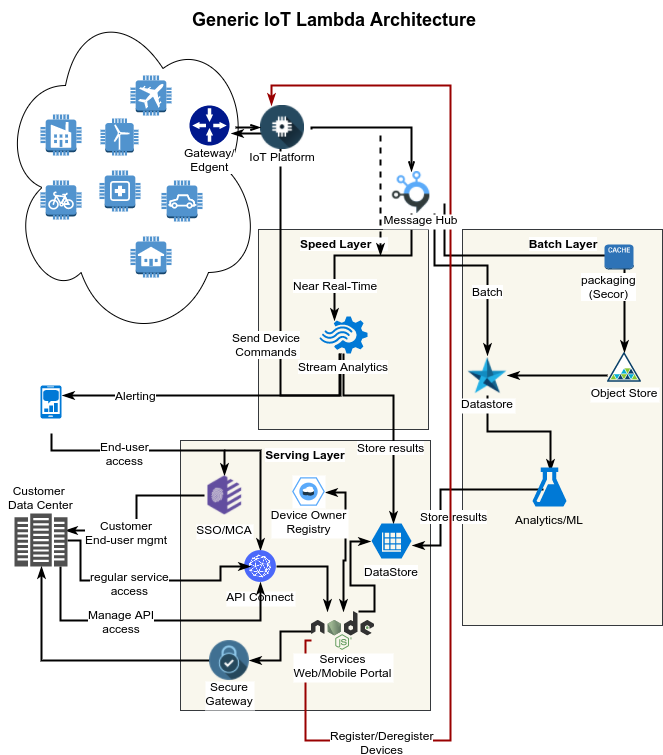 Generic IoT Lambda Architecture
Gateway/
Edgent
IoT Platform
Message Hub
Speed Layer
Batch Layer
CACHE
packaging
(Secor)
Near Real-Time
Batch
Send Device
Commands
Stream Analytics
Object Store
Datastore
Alerting
End-user
access
Store results
Serving Layer
Customer
Data Center
SSO/MCA
Device Owner
Registry
Store results
Analytics/ML
Customer
End-user mgmt
DataStore
regular service
access
API Connect
Manage API
access
node
JS
Services
Web/Mobile Portal
Secure
Gateway
Register/Deregister
Devices